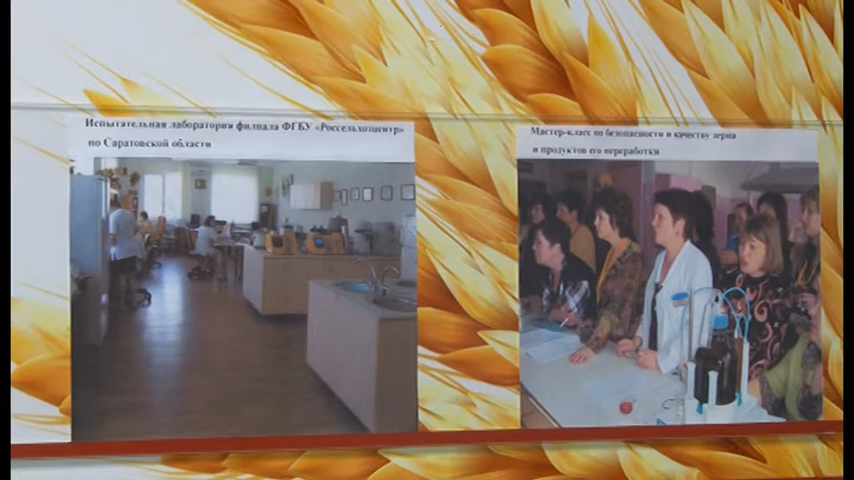 Испытательная лаборатория филиала ФГБУ «Россельхозцентр»
по Саратовской области
Мастер-класс по безопасности и качеству зерна
и продуктов его переработки